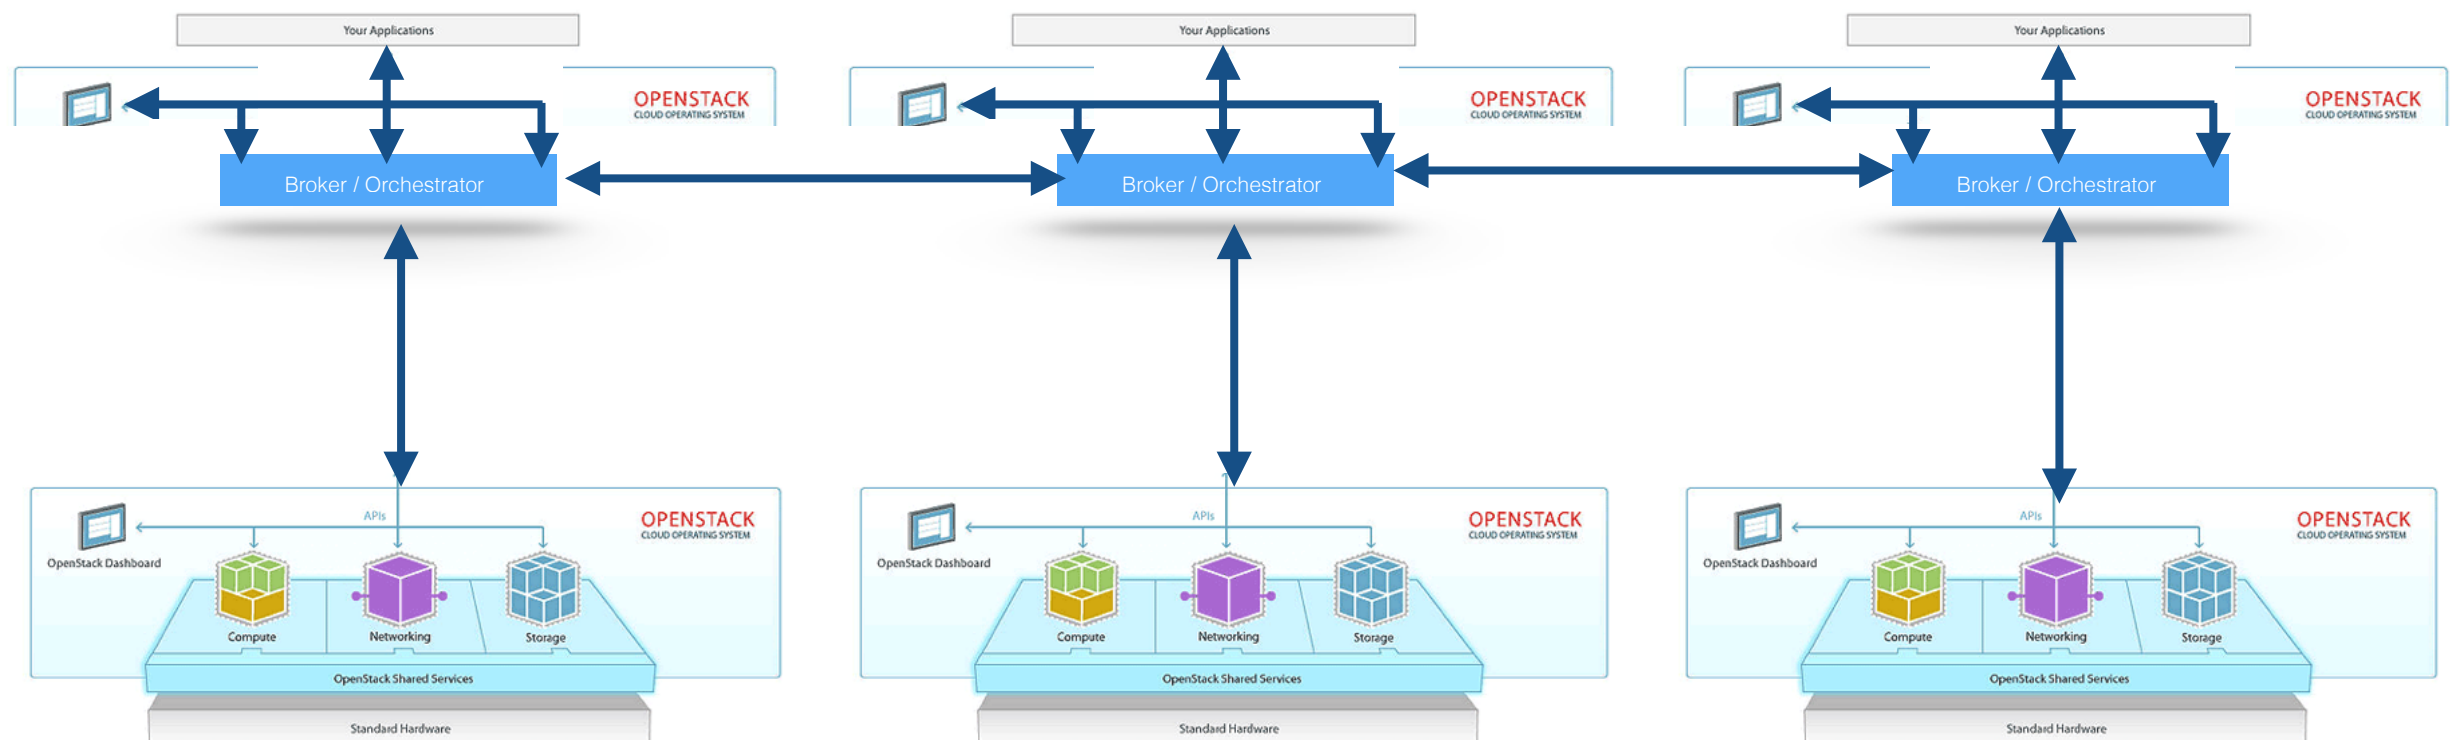 Your Applications
Your Applications
Your Applications
OPENSTACK
CLOUD OPERATING SYSTEM
OPENSTACK
CLOUD OPERATING SYSTEM
OPENSTACK
CLOUD OPERATING SYSTEM
Broker / Orchestrator
Broker / Orchestrator
Broker / Orchestrator
APIs
OPENSTACK
CLOUD OPERATING SYSTEM
OpenStack Dashboard
Compute
Networking
Storage
OpenStack Shared Services
Standard Hardware
APIs
OPENSTACK
CLOUD OPERATING SYSTEM
OpenStack Dashboard
Compute
Networking
Storage
OpenStack Shared Services
Standard Hardware
APIs
OPENSTACK
CLOUD OPERATING SYSTEM
OpenStack Dashboard
Compute
Networking
Storage
OpenStack Shared Services
Standard Hardware